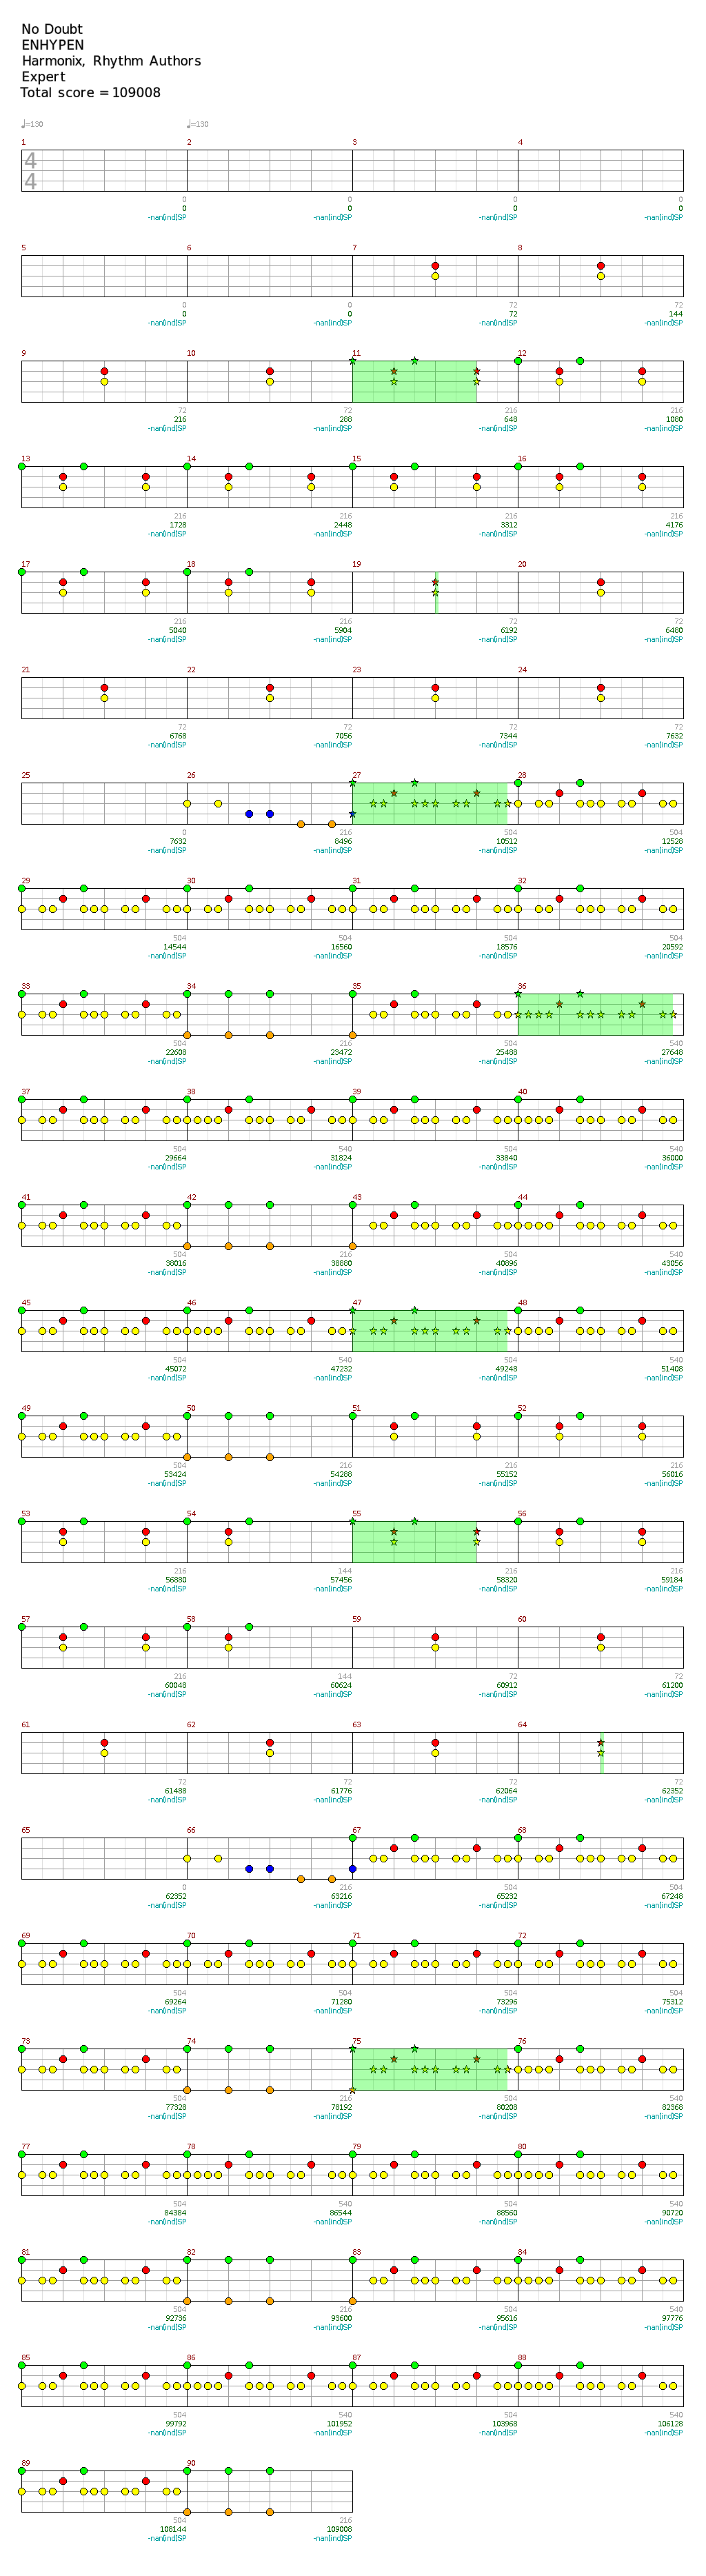 No Doubt
ENHYPEN
Harmonix, Rhythm Authors
Expert
Total score = 109008
♩=130 ♩=130
1 2 3 4
4
4
0 0 0 0
0 0 0 0
-nan(ind)SP -nan(ind)SP -nan(ind)SP -nan(ind)SP
5 6 7 8
0 0 72 72
0 0 72 144
-nan(ind)SP -nan(ind)SP -nan(ind)SP -nan(ind)SP
9 10 11 12
72 72 216 216
216 288 648 1080
-nan(ind)SP -nan(ind)SP -nan(ind)SP -nan(ind)SP
13 14 15 16
216 216 216 216
1728 2448 3312 4176
-nan(ind)SP -nan(ind)SP -nan(ind)SP -nan(ind)SP
17 18 19 20
216 216 72 72
5040 5904 6192 6480
-nan(ind)SP -nan(ind)SP -nan(ind)SP -nan(ind)SP
21 22 23 24
72 72 72 72
6768 7056 7344 7632
-nan(ind)SP -nan(ind)SP -nan(ind)SP -nan(ind)SP
25 26 27 28
0 216 504 504
7632 8496 10512 12528
-nan(ind)SP -nan(ind)SP -nan(ind)SP -nan(ind)SP
29 30 31 32
504 504 504 504
14544 16560 18576 20592
-nan(ind)SP -nan(ind)SP -nan(ind)SP -nan(ind)SP
33 34 35 36
504 216 504 540
22608 23472 25488 27648
-nan(ind)SP -nan(ind)SP -nan(ind)SP -nan(ind)SP
37 38 39 40
504 540 504 540
29664 31824 33840 36000
-nan(ind)SP -nan(ind)SP -nan(ind)SP -nan(ind)SP
41 42 43 44
504 216 504 540
38016 38880 40896 43056
-nan(ind)SP -nan(ind)SP -nan(ind)SP -nan(ind)SP
45 46 47 48
504 540 504 540
45072 47232 49248 51408
-nan(ind)SP -nan(ind)SP -nan(ind)SP -nan(ind)SP
49 50 51 52
504 216 216 216
53424 54288 55152 56016
-nan(ind)SP -nan(ind)SP -nan(ind)SP -nan(ind)SP
53 54 55 56
216 144 216 216
56880 57456 58320 59184
-nan(ind)SP -nan(ind)SP -nan(ind)SP -nan(ind)SP
57 58 59 60
216 144 72 72
60048 60624 60912 61200
-nan(ind)SP -nan(ind)SP -nan(ind)SP -nan(ind)SP
61 62 63 64
72 72 72 72
61488 61776 62064 62352
-nan(ind)SP -nan(ind)SP -nan(ind)SP -nan(ind)SP
65 66 67 68
0 216 504 504
62352 63216 65232 67248
-nan(ind)SP -nan(ind)SP -nan(ind)SP -nan(ind)SP
69 70 71 72
504 504 504 504
69264 71280 73296 75312
-nan(ind)SP -nan(ind)SP -nan(ind)SP -nan(ind)SP
73 74 75 76
504 216 504 540
77328 78192 80208 82368
-nan(ind)SP -nan(ind)SP -nan(ind)SP -nan(ind)SP
77 78 79 80
504 540 504 540
84384 86544 88560 90720
-nan(ind)SP -nan(ind)SP -nan(ind)SP -nan(ind)SP
81 82 83 84
504 216 504 540
92736 93600 95616 97776
-nan(ind)SP -nan(ind)SP -nan(ind)SP -nan(ind)SP
85 86 87 88
504 540 504 540
99792 101952 103968 106128
-nan(ind)SP -nan(ind)SP -nan(ind)SP -nan(ind)SP
89 90
504 216
108144 109008
-nan(ind)SP -nan(ind)SP